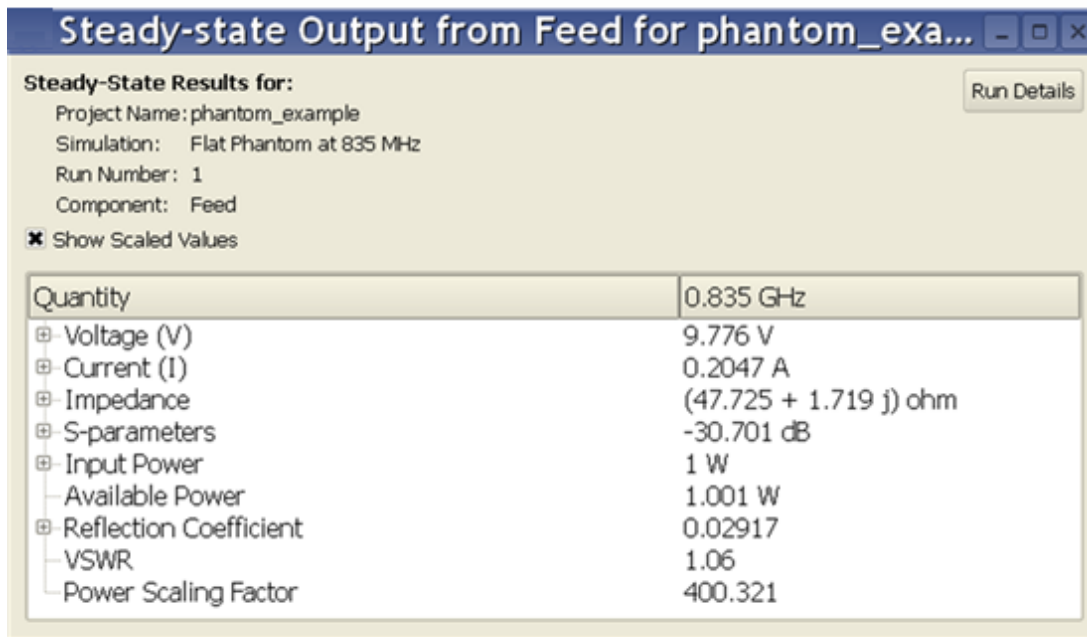 Steady-state Output from Feed for phantom_exa...
Steady-State Results for:
Run Details
Project Name: phantom_example
Simulation: Flat Phantom at 835 MHz
Run Number: 1
Component: Feed
Show Scaled Values
Quantity 0.835 GHz
Voltage (V) 9.776 V
Current (I) 0.2047 A
Impedance (47.725 + 1.719 j) ohm
S-parameters -30.701 dB
Input Power 1 W
Available Power 1.001 W
Reflection Coefficient 0.02917
VSWR 1.06
Power Scaling Factor 400.321